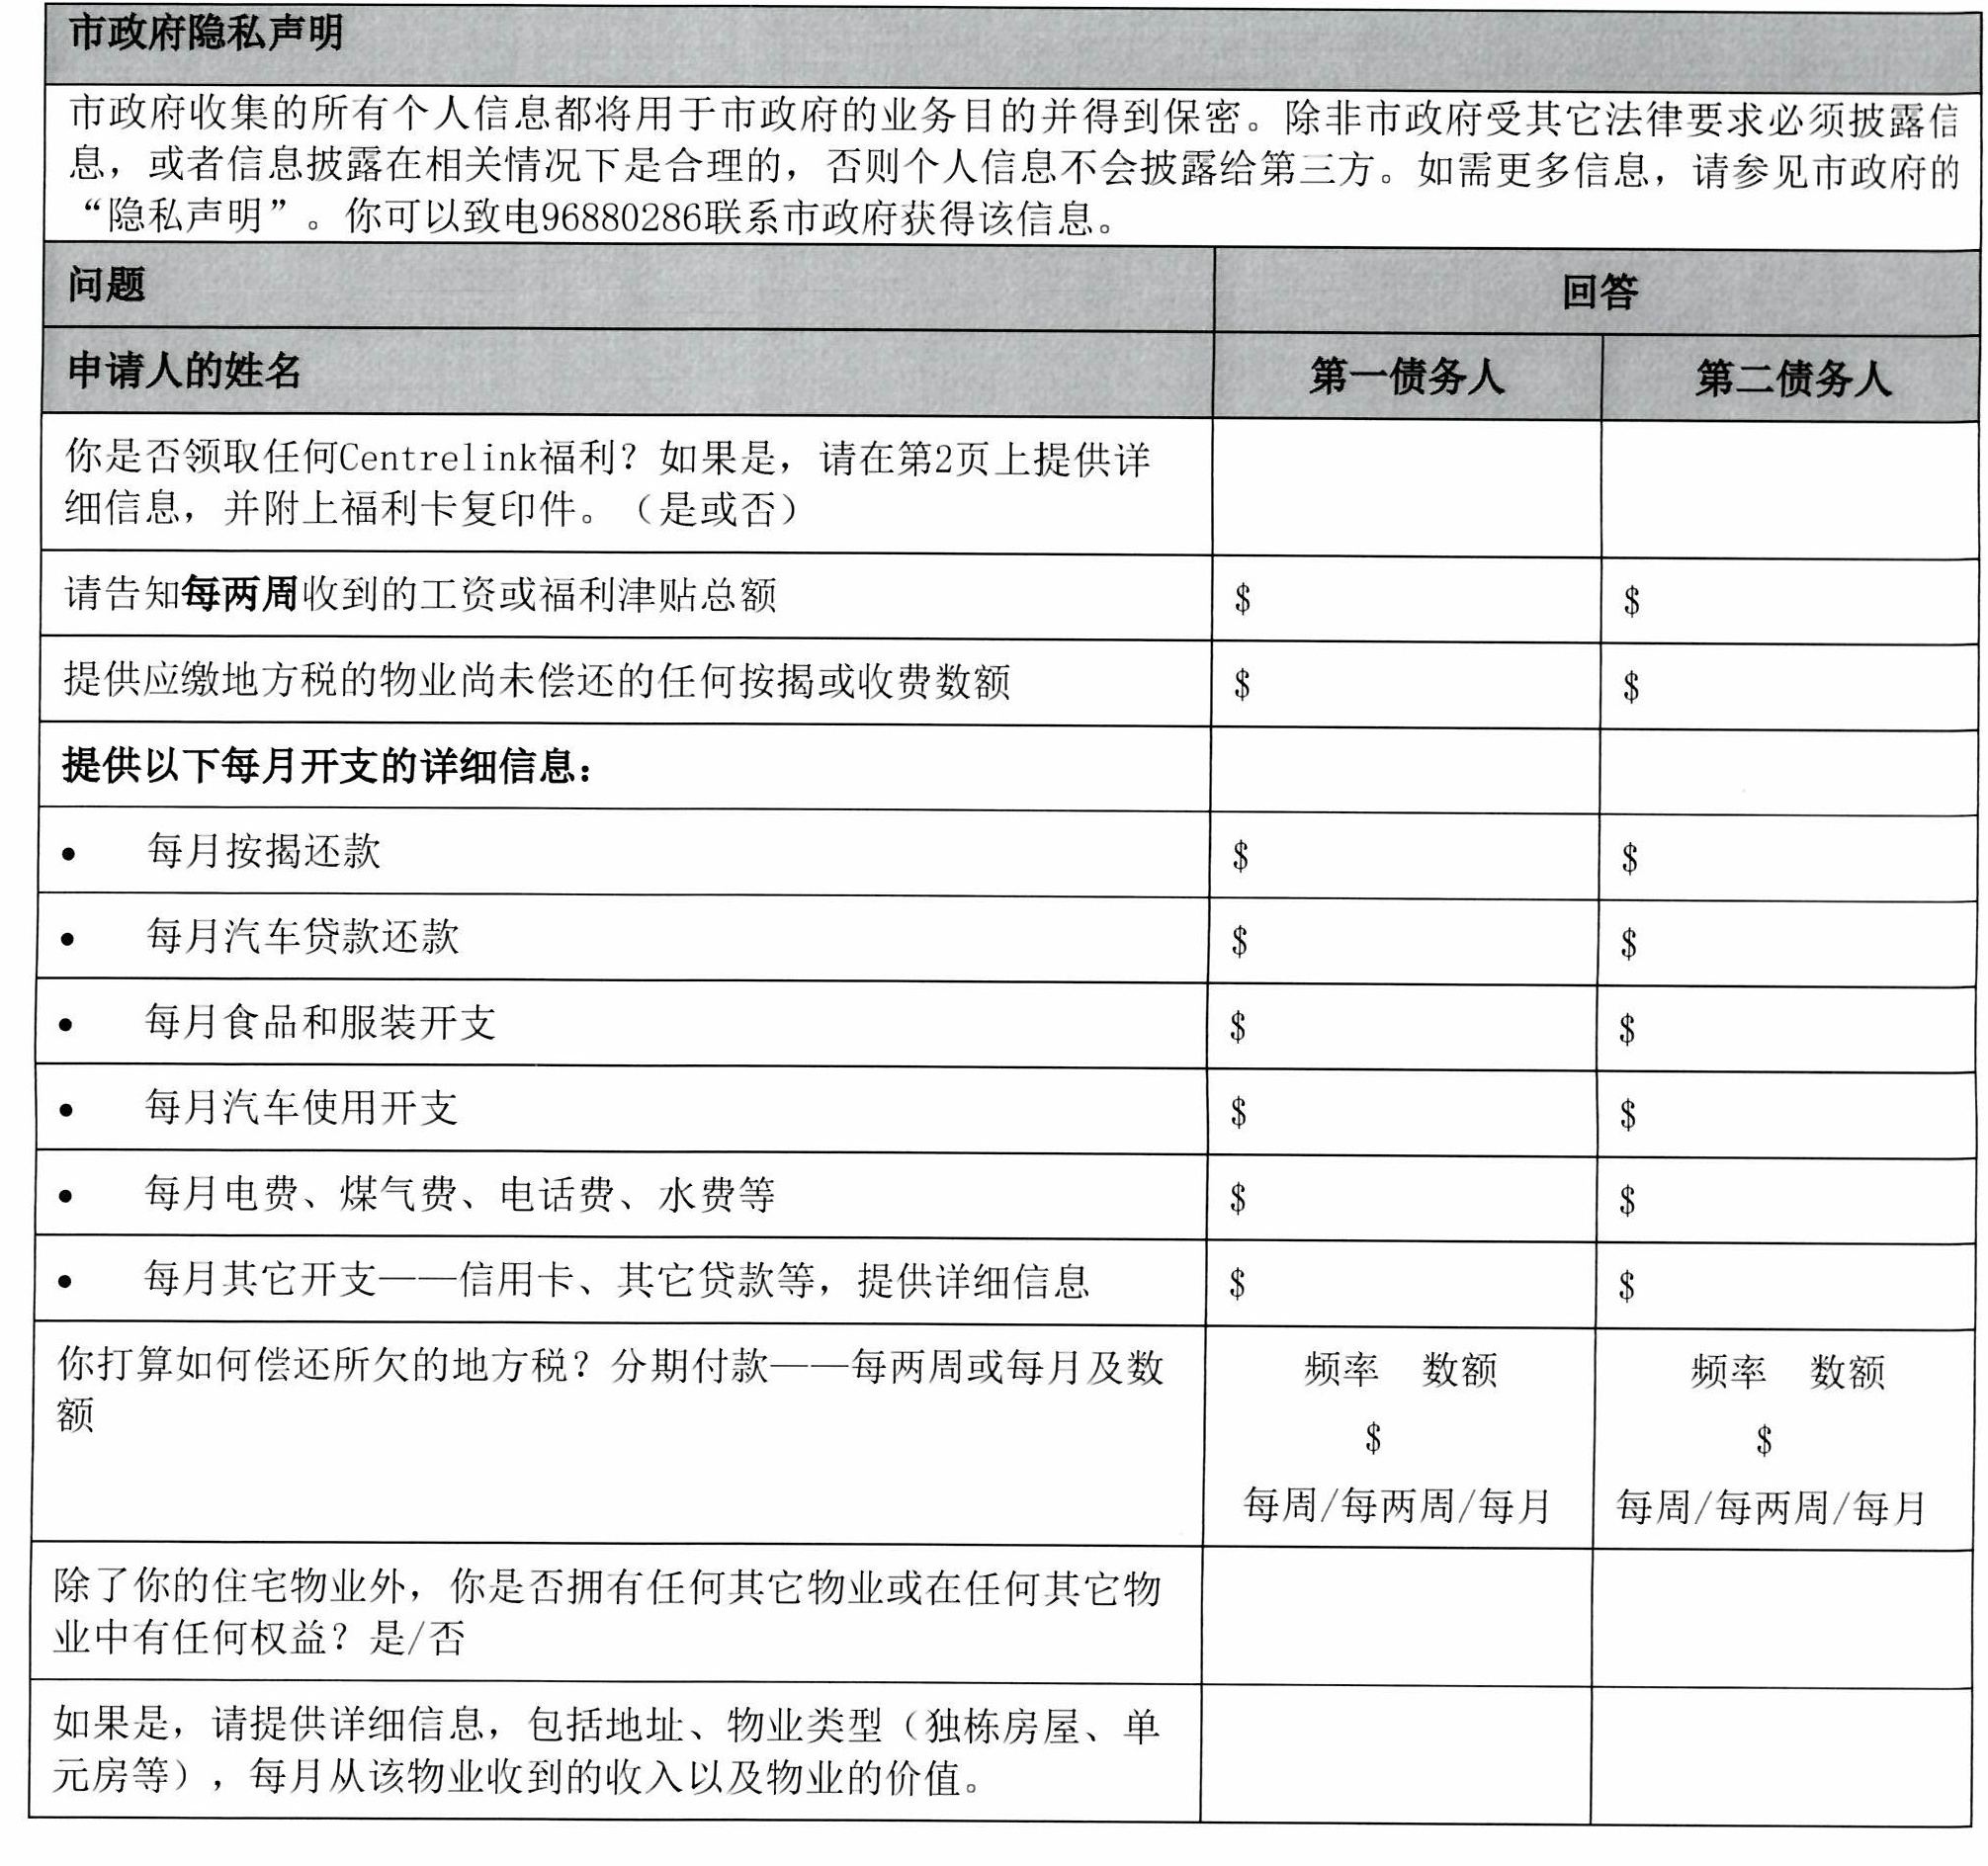 市政府隐私声明
市政府收集的所有个人信息都将用于市政府的业务目的并得到保密。除非市政府受其它法律要求必须披露信
息，或者信息披露在相关情况下是合理的，否则个人信息不会披露给第三方。如需更多信息，请参见市政府的
“隐私声明”。你可以致电96880286联系市政府获得该信息。
问题 回答
申请人的姓名 第一债务人 第二债务人
你是否领取任何Centrelink福利？如果是，请在第2页上提供详
细信息，并附上福利卡复印件。（是或否）
请告知每两周收到的工资或福利津贴总额 $ $
提供应缴地方税的物业尚未偿还的任何按揭或收费数额 $ $
提供以下每月开支的详细信息：
• 每月按揭还款 $ $
• 每月汽车贷款还款 $ $
• 每月食品和服装开支 $ $
• 每月汽车使用开支 $ $
• 每月电费、煤气费、电话费、水费等 $ $
• 每月其它开支——信用卡、其它贷款等，提供详细信息 $ $
你打算如何偿还所欠的地方税？分期付款——每两周或每月及数
额
频率 数额
$
每周/每两周/每月
频率 数额
$
每周/每两周/每月
除了你的住宅物业外，你是否拥有任何其它物业或在任何其它物
业中有任何权益？是/否
如果是，请提供详细信息，包括地址、物业类型（独栋房屋、单
元房等），每月从该物业收到的收入以及物业的价值。